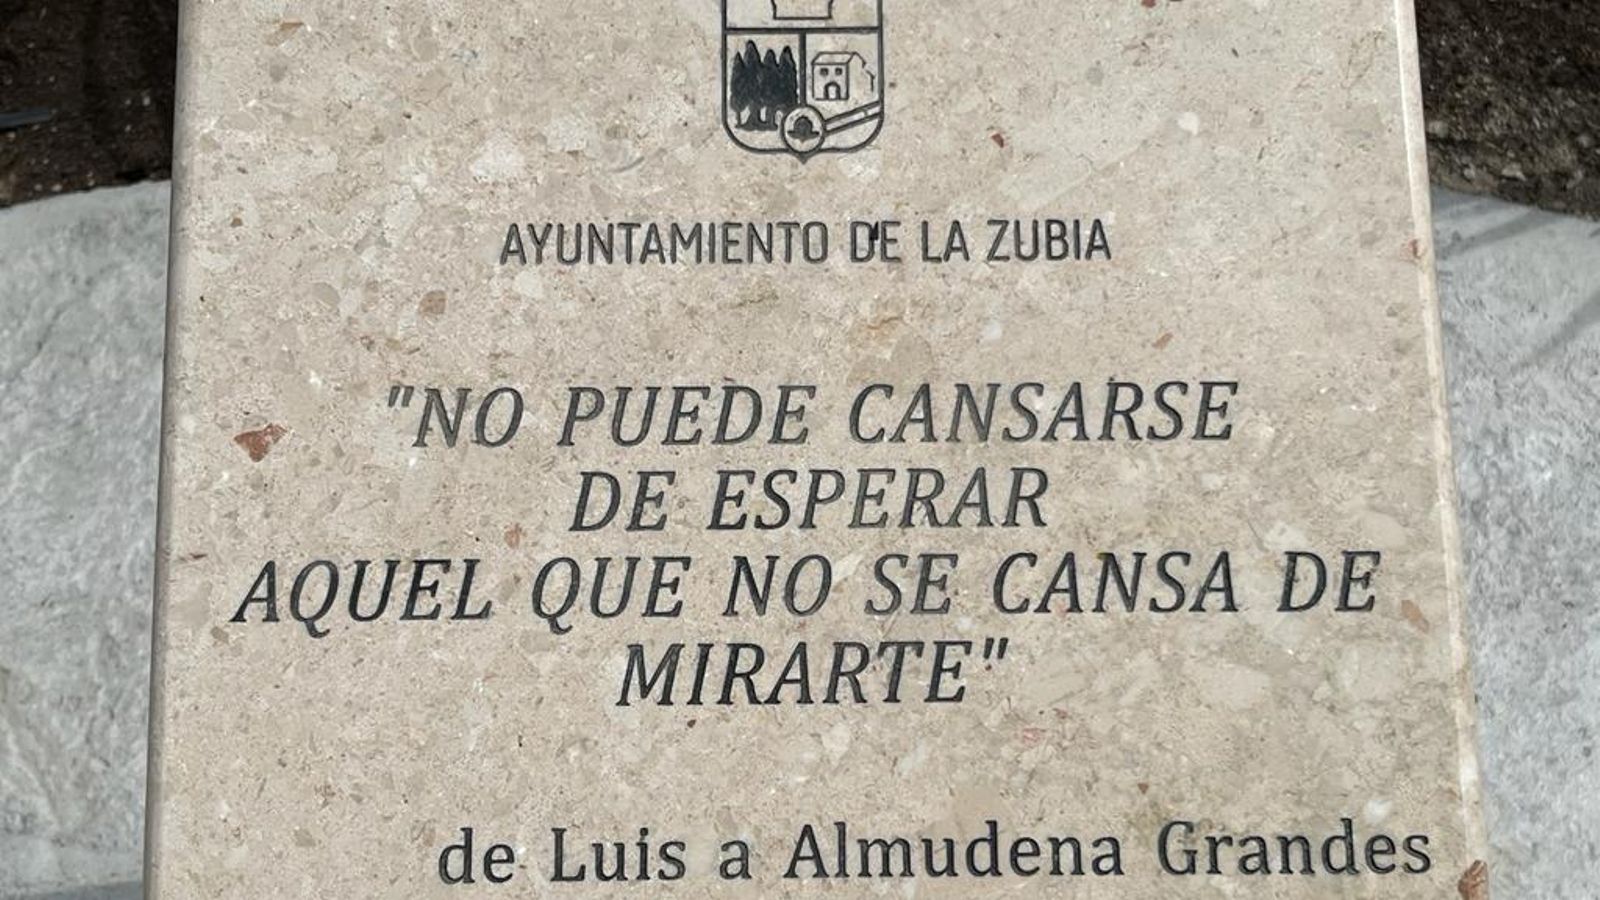 AYUNTAMIENTO DE LA ZUBIA
"NO PUEDE CANSARSE
DE ESPERAR
AQUEL QUE NO SE CANSA DE
MIRARTE"
de Luis a Almudena Grandes